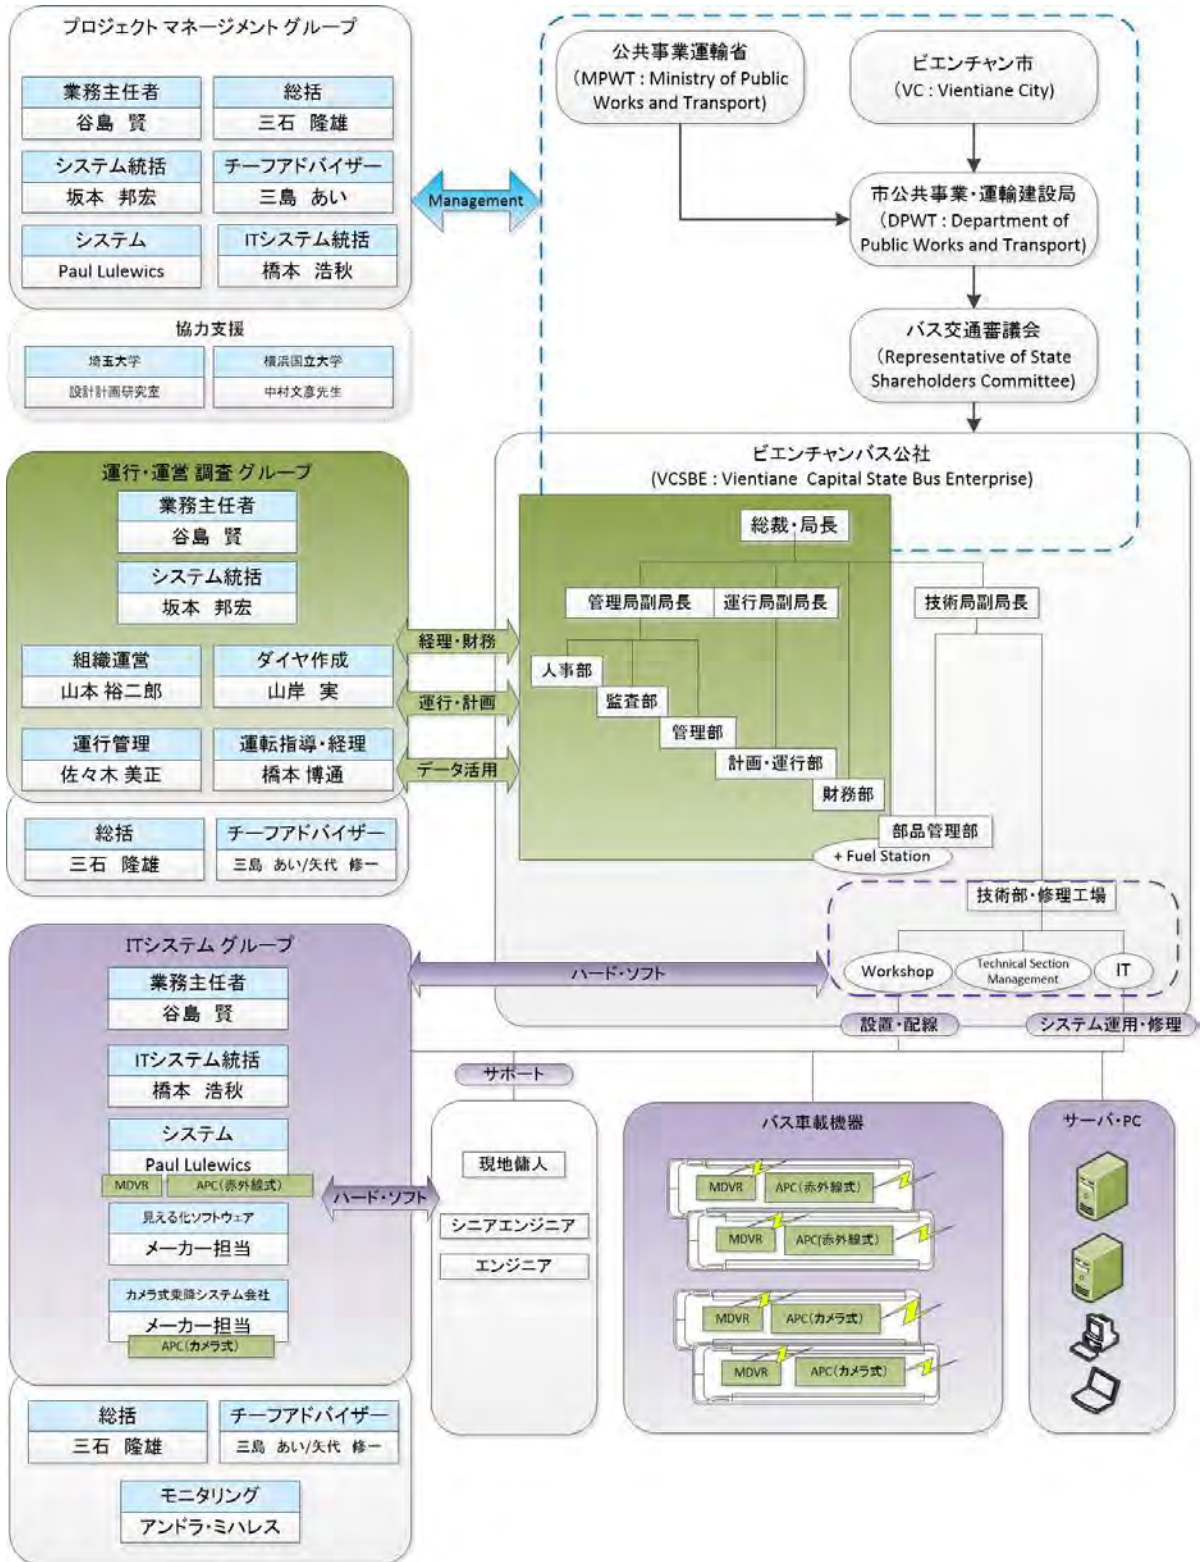 プロジェクト マネージメント グループ
業務主任者
谷島 賢
総括
三石 隆雄
システム統括
坂本 邦宏
チーフアドバイザー
三島 あい
システム
Paul Lulewics
ITシステム統括
橋本 浩秋
協力支援
埼玉大学
設計計画研究室
横浜国立大学
中村文彦先生
Management
公共事業運輸省
(MPWT : Ministry of Public
Works and Transport)
ビエンチャン市
(VC : Vientiane City)
市公共事業・運輸建設局
(DPWT : Department of
Public Works and Transport)
バス交通審議会
(Representative of State
Shareholders Committee)
運行・運営 調査 グループ
業務主任者
谷島 賢
システム統括
坂本 邦宏
組織運営
山本 裕二郎
ダイヤ作成
山岸 実
運行管理
佐々木 美正
運転指導・経理
橋本 博通
総括
三石 隆雄
チーフアドバイザー
三島 あい/矢代 修一
経理・財務
運行・計画
データ活用
ビエンチャンバス公社
(VCSBE : Vientiane Capital State Bus Enterprise)
総裁・局長
管理局副局長
運行局副局長
技術局副局長
人事部
監査部
管理部
計画・運行部
財務部
部品管理部
+ Fuel Station
技術部・修理工場
Workshop
Technical Section
Management
IT
設置・配線
システム運用・修理
ITシステム グループ
業務主任者
谷島 賢
ITシステム統括
橋本 浩秋
システム
Paul Lulewics
MDVR
APC(赤外線式)
見える化ソフトウェア
メーカー担当
カメラ式乗降システム会社
メーカー担当
APC(カメラ式)
総括
三石 隆雄
チーフアドバイザー
三島 あい/矢代 修一
モニタリング
アンドラ・ミハレス
ハード・ソフト
ハード・ソフト
サポート
現地傭人
シニアエンジニア
エンジニア
バス車載機器
MDVR
APC(赤外線式)
MDVR
APC(赤外線式)
MDVR
APC(カメラ式)
MDVR
APC(カメラ式)
サーバ・PC